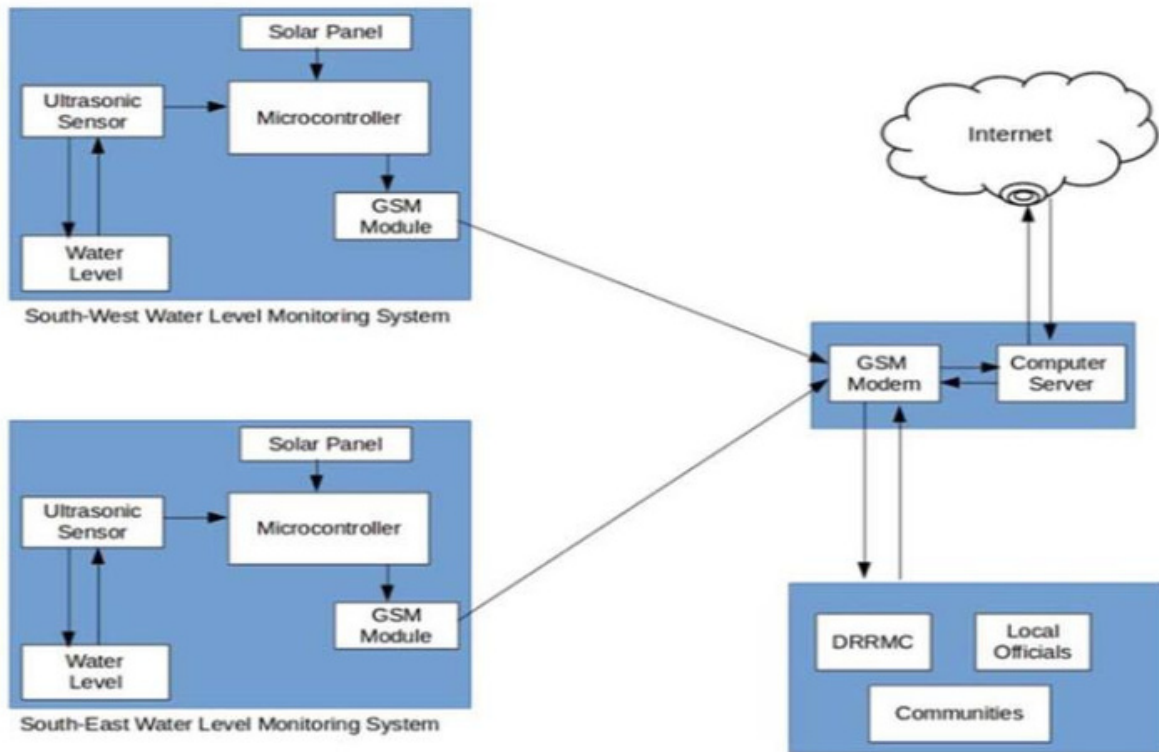 Solar Panel
Ultrasonic
Sensor
Microcontroller
GSM
Module
Water
Level
South-West Water Level Monitoring System
Internet
GSM
Modem
Computer
Server
Solar Panel
Ultrasonic
Sensor
Microcontroller
GSM
Module
Water
Level
South-East Water Level Monitoring System
DRRMC
Local
Officials
Communities